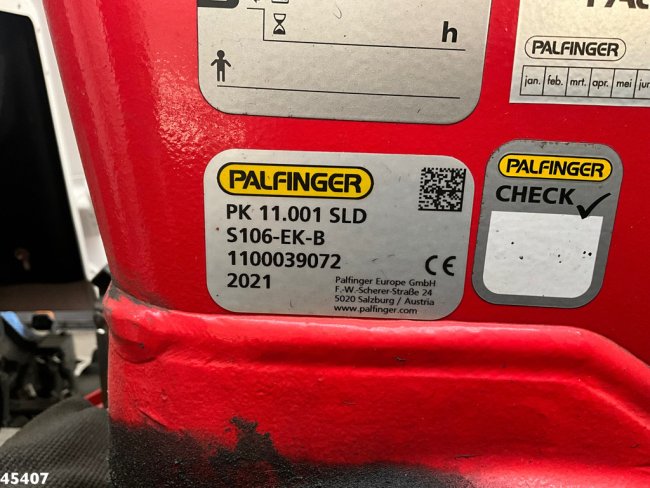 h
PALFINGER
jan. feb. mrt. apr. mei
PALFINGER
PK 11.001 SLD
S106-EK-B
1100039072
2021
CE
Palfinger Europe GmbH
F.-W.-Scherer-Straße 24
5020 Salzburg / Austria
www.palfinger.com
PALFINGER
CHECK
45407